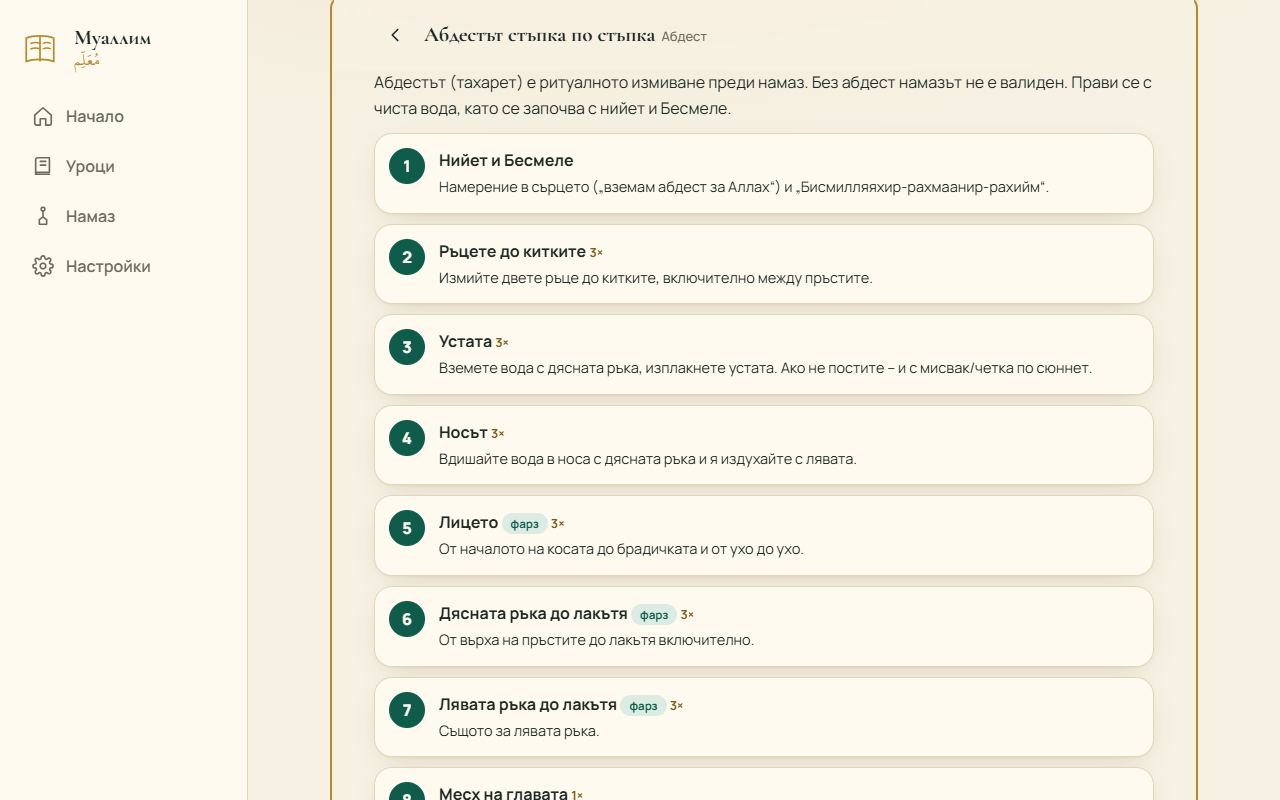 Муаллим
مُعَلِّم
Начало
Уроци
Намаз
Настройки
Абдестът стъпка по стъпка Абдест
Абдестът (тахарет) е ритуалното измиване преди намаз. Без абдест намазът не е валиден. Прави се с
чиста вода, като се започва с нийет и Бесмеле.
1 Нийет и Бесмеле
Намерение в сърцето („вземам абдест за Аллах“) и „Бисмилляяхир-рахмаанир-рахийм“.
2 Ръцете до китките 3×
Измийте двете ръце до китките, включително между пръстите.
3 Устата 3×
Вземете вода с дясната ръка, изплакнете устата. Ако не постите – и с мисвак/четка по сюннет.
4 Носът 3×
Вдишайте вода в носа с дясната ръка и я издухайте с лявата.
5 Лицето фарз 3×
От началото на косата до брадичката и от ухо до ухо.
6 Дясната ръка до лакътя фарз 3×
От върха на пръстите до лакътя включително.
7 Лявата ръка до лакътя фарз 3×
Същото за лявата ръка.
8 Месх на главата 1×